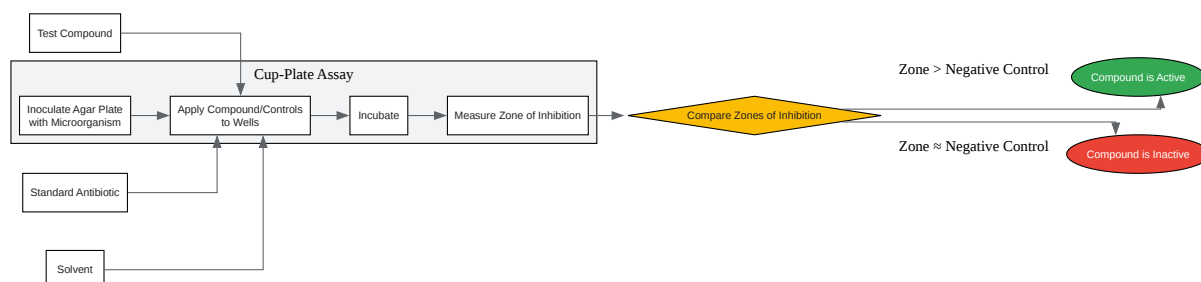 Test Compound
Cup-Plate Assay
Inoculate Agar Plate
with Microorganism
Apply Compound/Controls
to Wells
Incubate
Measure Zone of Inhibition
Compare Zones of Inhibition
Zone > Negative Control
Compound is Active
Zone ≈ Negative Control
Compound is Inactive
Standard Antibiotic
Solvent